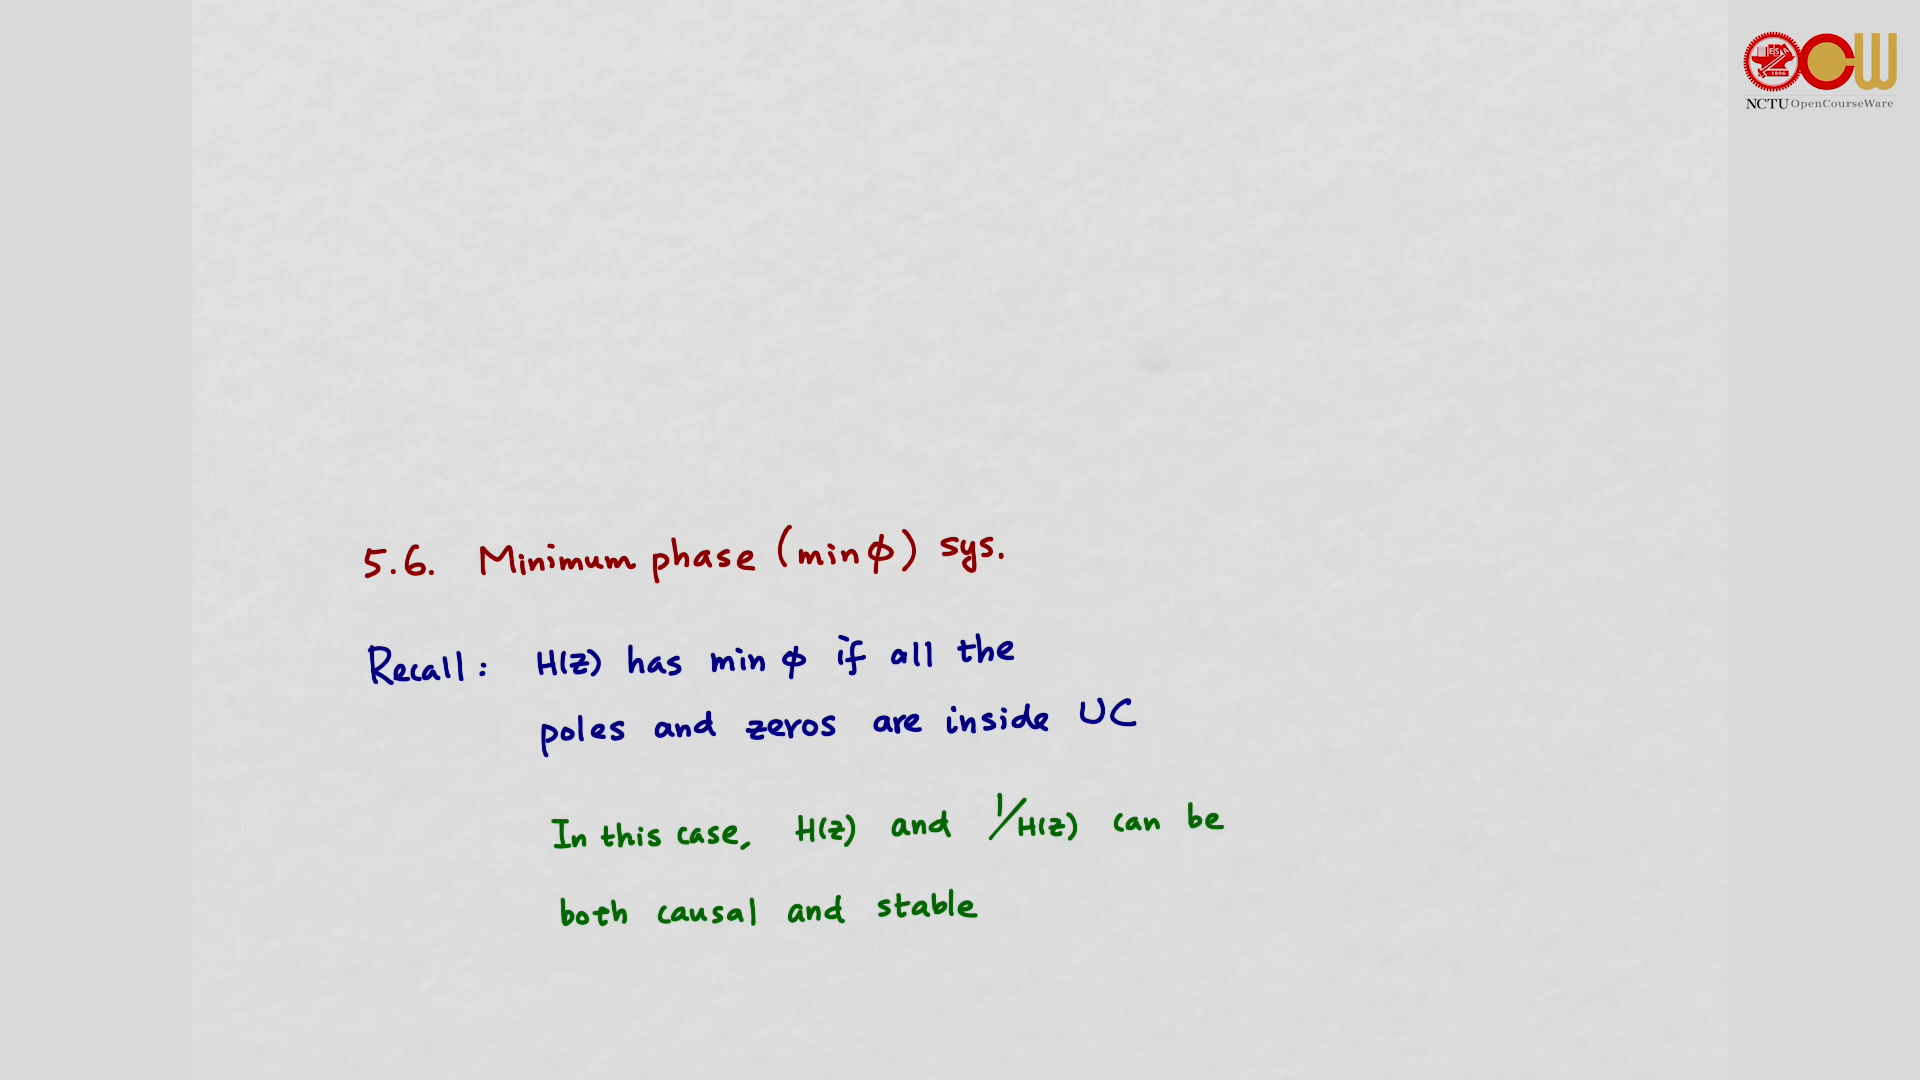 NCTU OpenCourseWare
5.6. Minimum phase (min ϕ) sys.
Recall: H(z) has min ϕ if all the
poles and zeros are inside UC
In this case, H(z) and 1/H(z) can be
both causal and stable